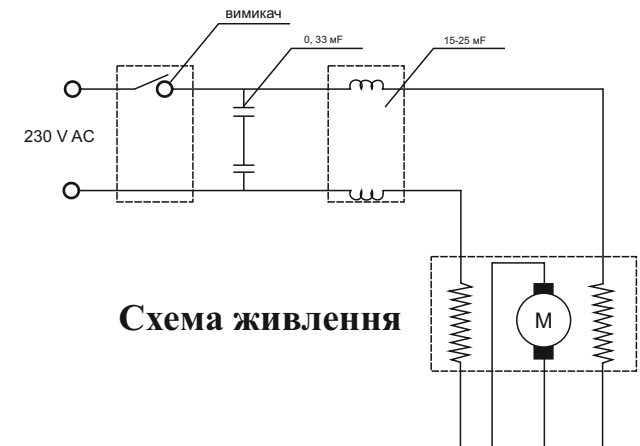 вимикач
0, 33 мF
15-25 мF
230 V AC
Схема живлення
M